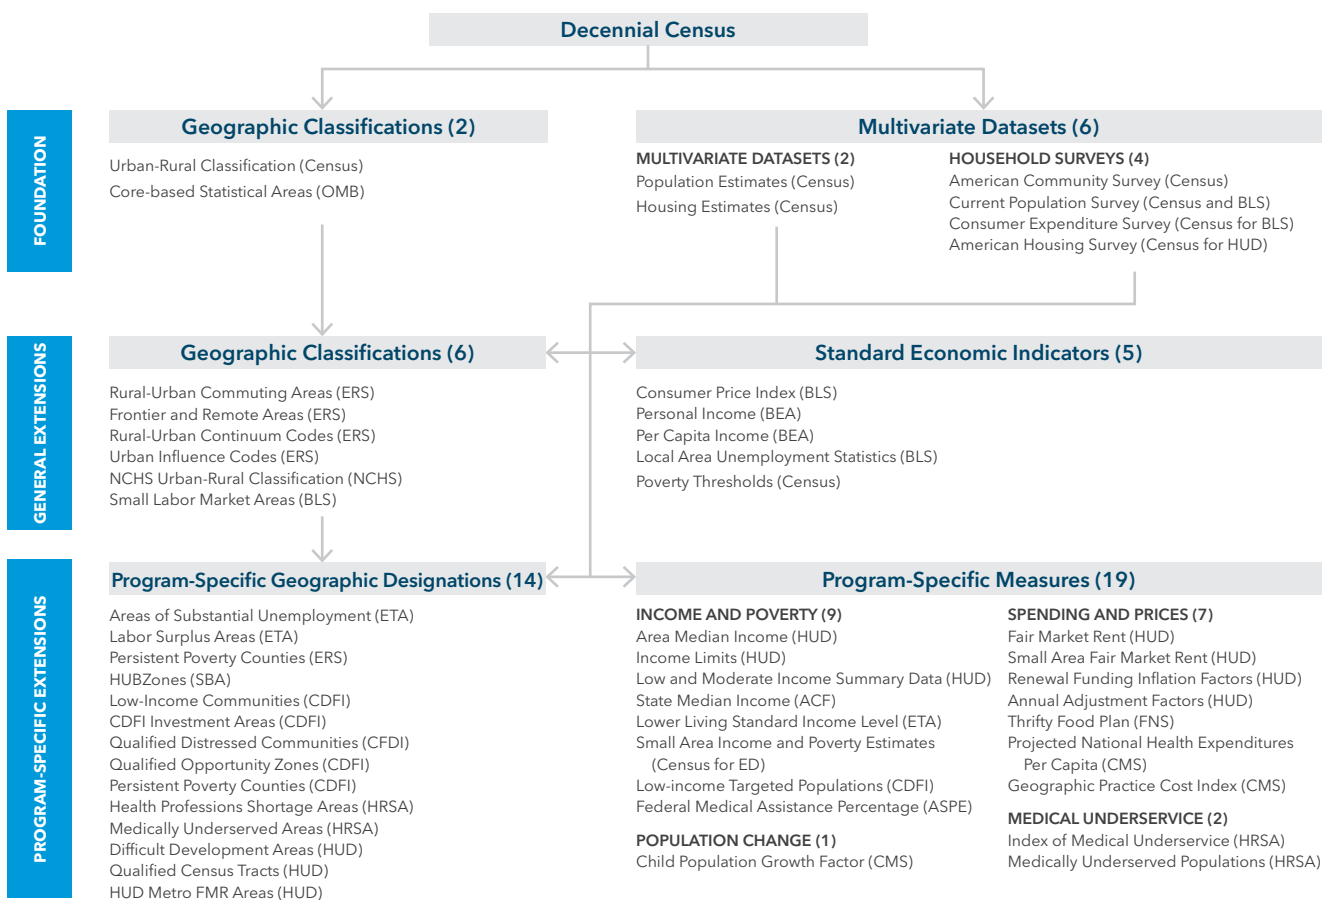 Decennial Census
FOUNDATION
Geographic Classifications (2)
Urban-Rural Classification (Census)
Core-based Statistical Areas (OMB)
Multivariate Datasets (6)
MULTIVARIATE DATASETS (2)
Population Estimates (Census)
Housing Estimates (Census)
HOUSEHOLD SURVEYS (4)
American Community Survey (Census)
Current Population Survey (Census and BLS)
Consumer Expenditure Survey (Census for BLS)
American Housing Survey (Census for HUD)
GENERAL EXTENSIONS
Geographic Classifications (6)
Rural-Urban Commuting Areas (ERS)
Frontier and Remote Areas (ERS)
Rural-Urban Continuum Codes (ERS)
Urban Influence Codes (ERS)
NCHS Urban-Rural Classification (NCHS)
Small Labor Market Areas (BLS)
Standard Economic Indicators (5)
Consumer Price Index (BLS)
Personal Income (BEA)
Per Capita Income (BEA)
Local Area Unemployment Statistics (BLS)
Poverty Thresholds (Census)
PROGRAM-SPECIFIC EXTENSIONS
Program-Specific Geographic Designations (14)
Areas of Substantial Unemployment (ETA)
Labor Surplus Areas (ETA)
Persistent Poverty Counties (ERS)
HUBZones (SBA)
Low-Income Communities (CDFI)
CDFI Investment Areas (CDFI)
Qualified Distressed Communities (CFDI)
Qualified Opportunity Zones (CDFI)
Persistent Poverty Counties (CDFI)
Health Professions Shortage Areas (HRSA)
Medically Underserved Areas (HRSA)
Difficult Development Areas (HUD)
Qualified Census Tracts (HUD)
HUD Metro FMR Areas (HUD)
Program-Specific Measures (19)
INCOME AND POVERTY (9)
Area Median Income (HUD)
Income Limits (HUD)
Low and Moderate Income Summary Data (HUD)
State Median Income (ACF)
Lower Living Standard Income Level (ETA)
Small Area Income and Poverty Estimates
(Census for ED)
Low-income Targeted Populations (CDFI)
Federal Medical Assistance Percentage (ASPE)
POPULATION CHANGE (1)
Child Population Growth Factor (CMS)
SPENDING AND PRICES (7)
Fair Market Rent (HUD)
Small Area Fair Market Rent (HUD)
Renewal Funding Inflation Factors (HUD)
Annual Adjustment Factors (HUD)
Thrifty Food Plan (FNS)
Projected National Health Expenditures
Per Capita (CMS)
Geographic Practice Cost Index (CMS)
MEDICAL UNDERSERVICE (2)
Index of Medical Underservice (HRSA)
Medically Underserved Populations (HRSA)